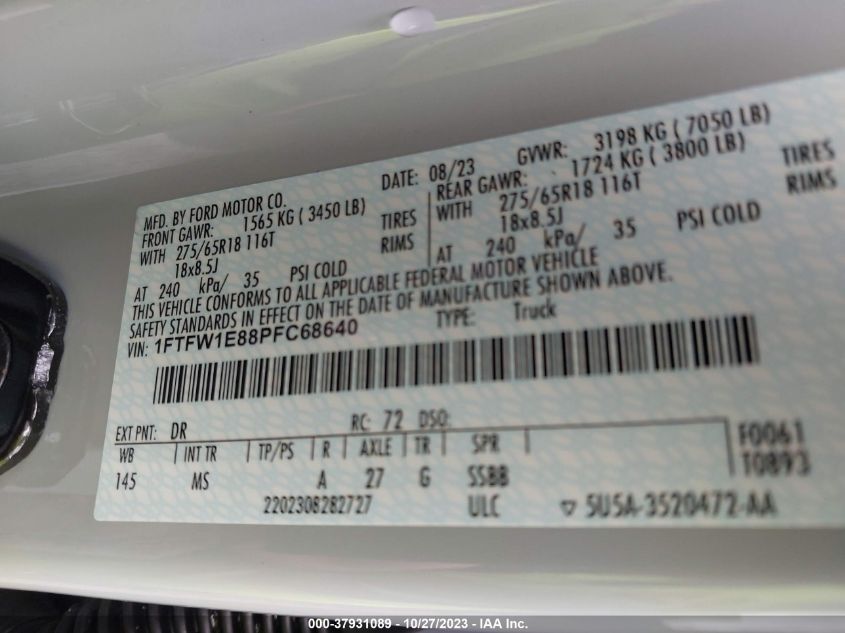 MFD. BY FORD MOTOR CO.
DATE: 08/23 GVWR: 3198 KG ( 7050 LB)
FRONT GAWR: 1565 KG ( 3450 LB)
WITH 275/65R18 116T TIRES
18x8.5J RIMS
AT 240 kPa/ 35 PSI COLD
REAR GAWR: 1724 KG ( 3800 LB)
WITH 275/65R18 116T TIRES
18x8.5J RIMS
AT 240 kPa/ 35 PSI COLD
THIS VEHICLE CONFORMS TO ALL APPLICABLE FEDERAL MOTOR VEHICLE
SAFETY STANDARDS IN EFFECT ON THE DATE OF MANUFACTURE SHOWN ABOVE.
VIN: 1FTFW1E88PFC68640 TYPE: Truck
EXT PNT: DR RC: 72 DSO:
WB INT TR TP/PS R AXLE TR SPR
145 MS A 27 G SSBB
F0061
T0893
2202308282727 ULC ▽ 5U5A-3520472-AA
000-37931089 - 10/27/2023 - IAA Inc.